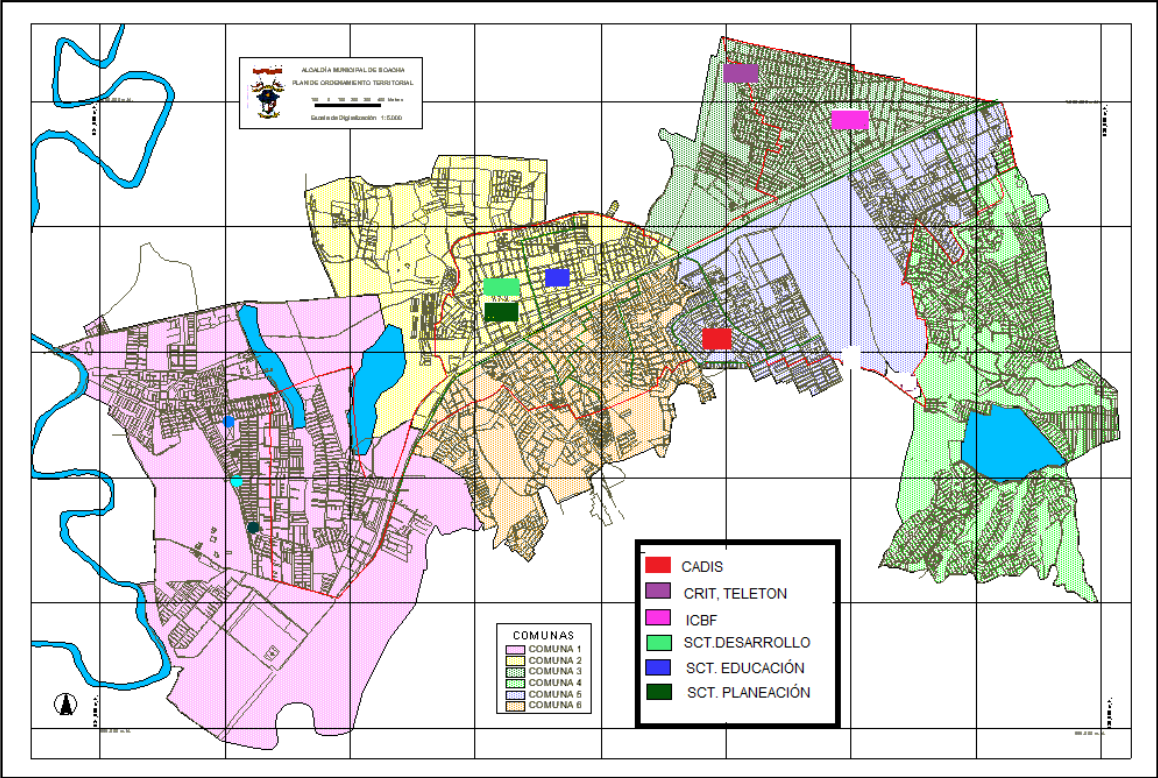 ALCALDÍA MUNICIPAL DE SOACHA
PLAN DE ORDENAMIENTO TERRITORIAL
Escala de Digitalización 1:5.000
COMUNAS
COMUNA 1
COMUNA 2
COMUNA 3
COMUNA 4
COMUNA 5
COMUNA 6
CADIS
CRIT, TELETON
ICBF
SCT.DESARROLLO
SCT. EDUCACIÓN
SCT. PLANEACIÓN